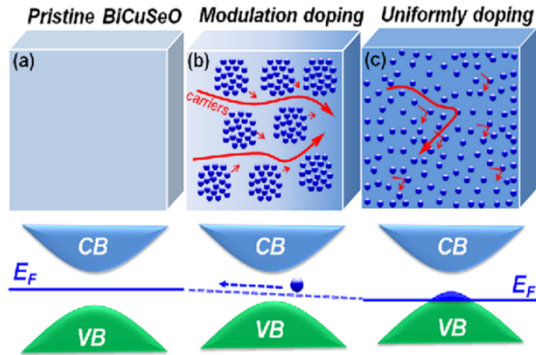 Pristine BiCuSeO
Modulation doping
Uniformly doping
(a)
(b)
(c)
carriers
CB
CB
CB
E_F
E_F
VB
VB
VB